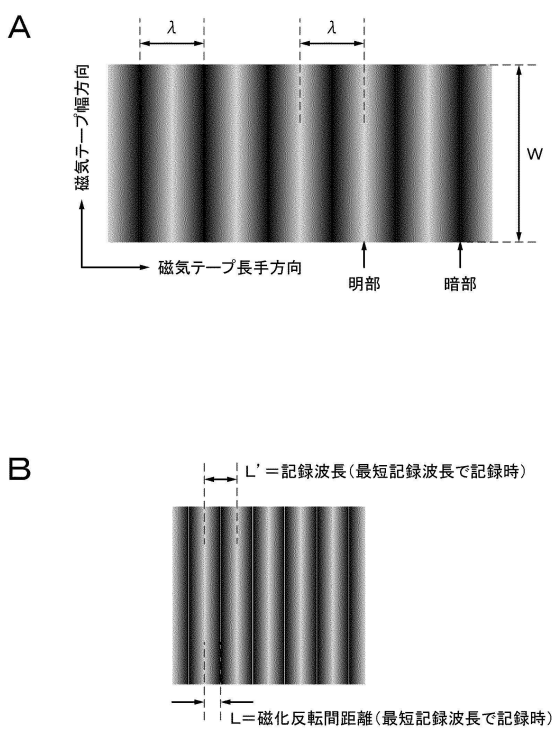 A
λ
λ
磁気テープ幅方向
W
磁気テープ長手方向
明部
暗部
B
L'＝記録波長（最短記録波長で記録時）
L＝磁化反転間距離（最短記録波長で記録時）